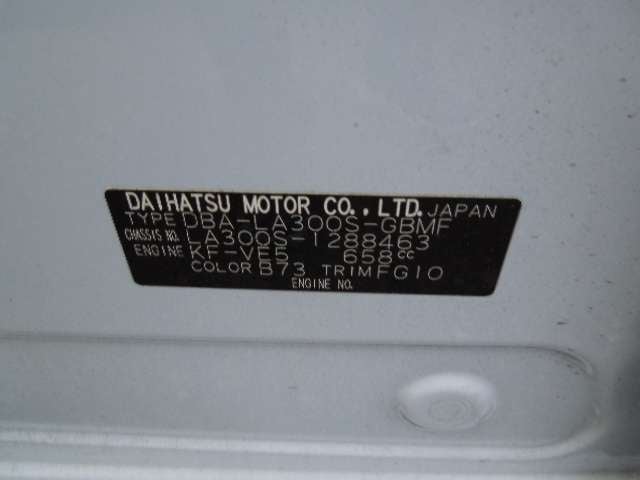 DAIHATSU MOTOR CO., LTD. JAPAN
TYPE DBA-LA300S-GBMF
CHASSIS NO. LA300S-1288463
ENGINE KF-VE5 658cc
COLOR B73 TRIM FG10
ENGINE NO.